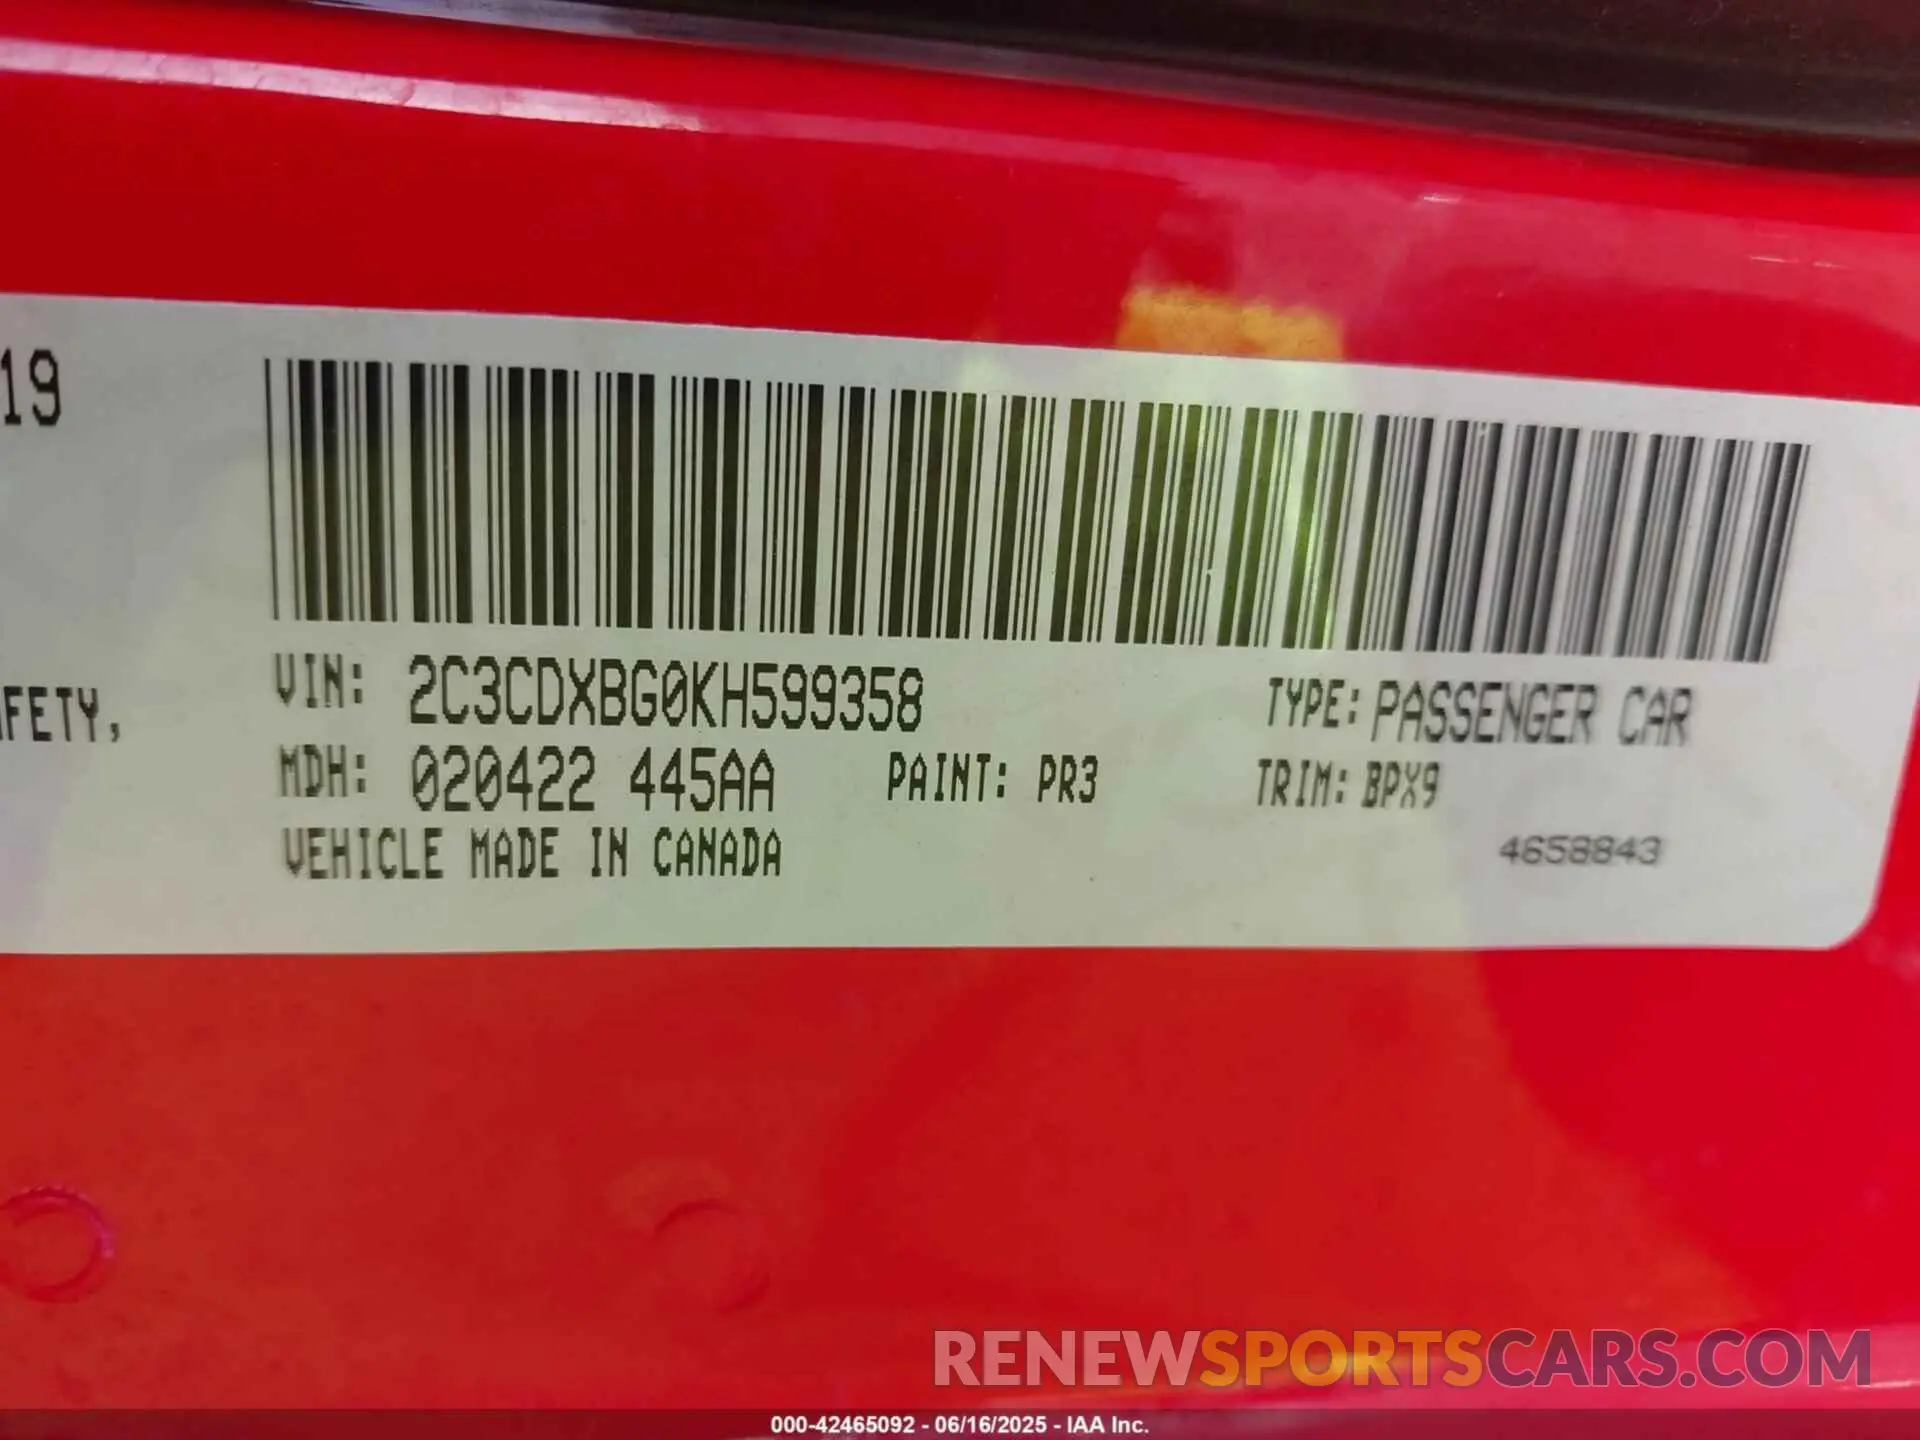 19
VIN: 2C3CDXBG0KH599358 TYPE: PASSENGER CAR
FETY,
MDH: 020422 445AA PAINT: PR3 TRIM: BPX9
VEHICLE MADE IN CANADA 4658843
RENEWSPORTSCARS.COM
000-42465092 - 06/16/2025 - IAA Inc.